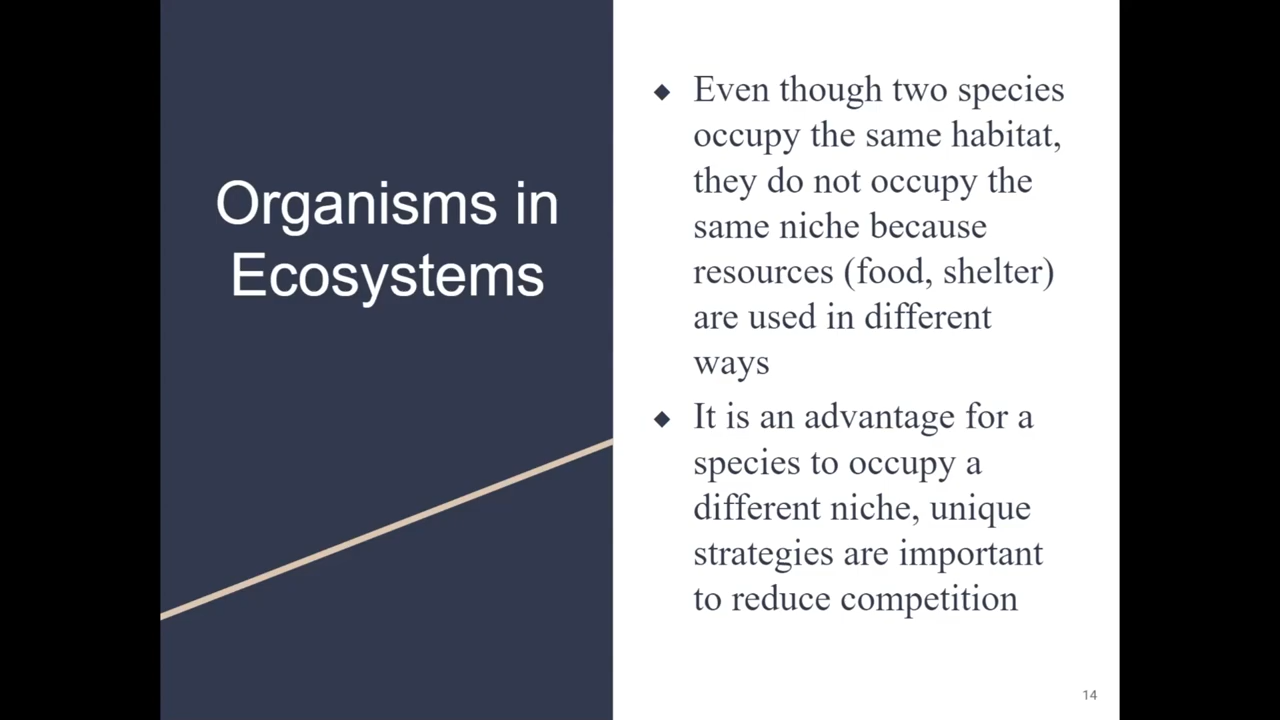 Organisms in
Ecosystems
◆ Even though two species
occupy the same habitat,
they do not occupy the
same niche because
resources (food, shelter)
are used in different
ways
◆ It is an advantage for a
species to occupy a
different niche, unique
strategies are important
to reduce competition
14